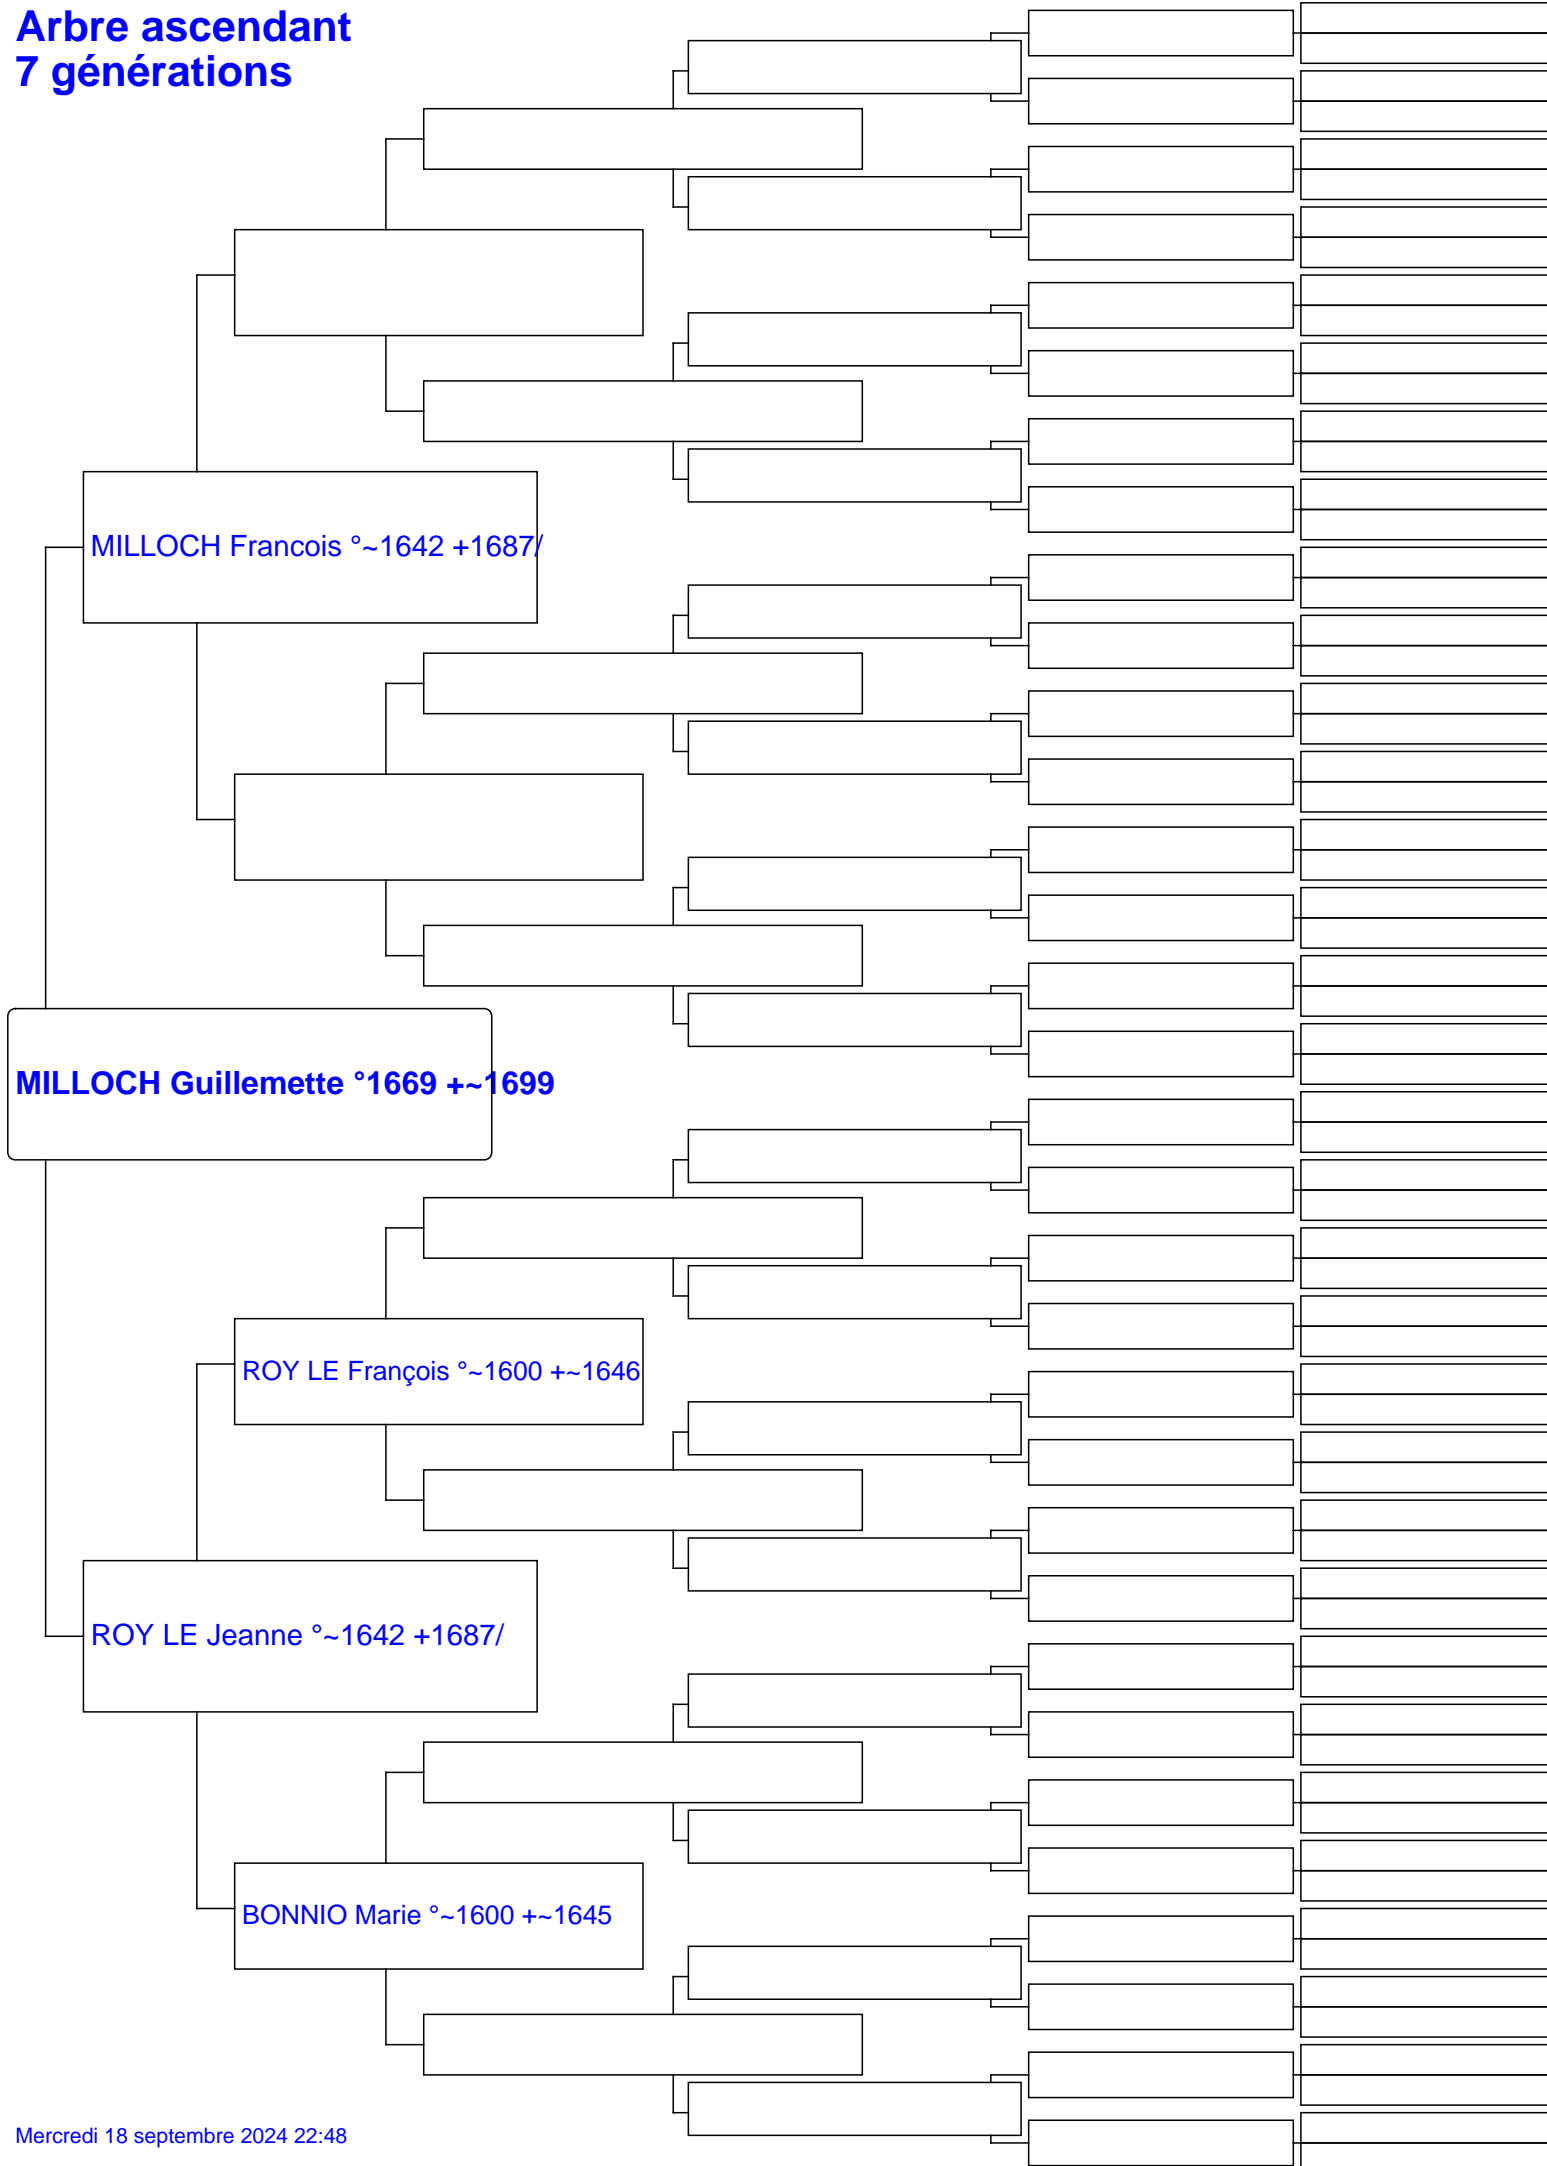 Arbre ascendant
7 générations
MILLOCH Francois °~1642 +1687/
MILLOCH Guillemette °1669 +~1699
ROY LE François °~1600 +~1646
ROY LE Jeanne °~1642 +1687/
BONNIO Marie °~1600 +~1645
Mercredi 18 septembre 2024 22:48